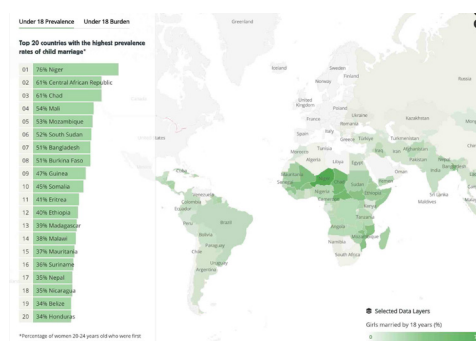 Under 18 Prevalence Under 18 Burden
Top 20 countries with the highest prevalence
rates of child marriage*
01 76% Niger
02 61% Central African Republic
03 61% Chad
04 54% Mali
05 53% Mozambique
06 52% South Sudan
07 51% Bangladesh
08 51% Burkina Faso
09 47% Guinea
10 45% Somalia
11 41% Eritrea
12 40% Ethiopia
13 39% Madagascar
14 38% Malawi
15 37% Mauritania
16 36% Suriname
17 35% Nepal
18 35% Nicaragua
19 34% Belize
20 34% Honduras
*Percentage of women 20-24 years old who were first
Greenland
Iceland
Sweden
Finland
Norway
Russia
United
Kingdom
Poland
Ukraine
France
Romania
Kazakhstan
Spain
Italy
Greece
Türkiye
Turkmenistan
Morocco
Tunisia
Iraq
Iran
Afghanistan
Algeria
Libya
Egypt
Pakistan
Nepal
Oman
India
Cuba
Mauritania
Senegal
Sudan
Nigeria
Ethiopia
Sri Lanka
Maldives
Venezuela
Colombia
Ecuador
Kenya
Tanzania
Peru
Brazil
Bolivia
Angola
Mozambique
Namibia
Paraguay
Chile
South Africa
Uruguay
Argentina
Selected Data Layers
Girls married by 18 years (%)
0